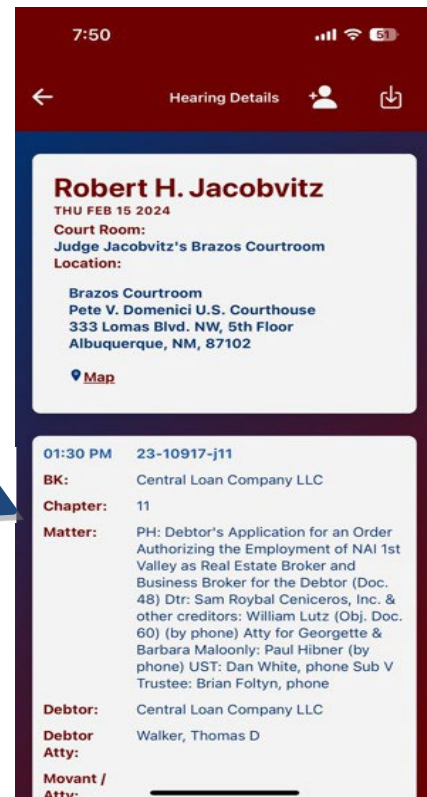 7:50
51
Hearing Details
Robert H. Jacobvitz
THU FEB 15 2024
Court Room:
Judge Jacobvitz's Brazos Courtroom
Location:
Brazos Courtroom
Pete V. Domenici U.S. Courthouse
333 Lomas Blvd. NW, 5th Floor
Albuquerque, NM, 87102
Map
01:30 PM 23-10917-j11
BK: Central Loan Company LLC
Chapter: 11
Matter: PH: Debtor's Application for an Order
Authorizing the Employment of NAI 1st
Valley as Real Estate Broker and
Business Broker for the Debtor (Doc.
48) Dtr: Sam Roybal Ceniceros, Inc. &
other creditors: William Lutz (Obj. Doc.
60) (by phone) Atty for Georgette &
Barbara Maloonly: Paul Hibner (by
phone) UST: Dan White, phone Sub V
Trustee: Brian Foltyn, phone
Debtor: Central Loan Company LLC
Debtor Walker, Thomas D
Atty:
Movant /
Atty: